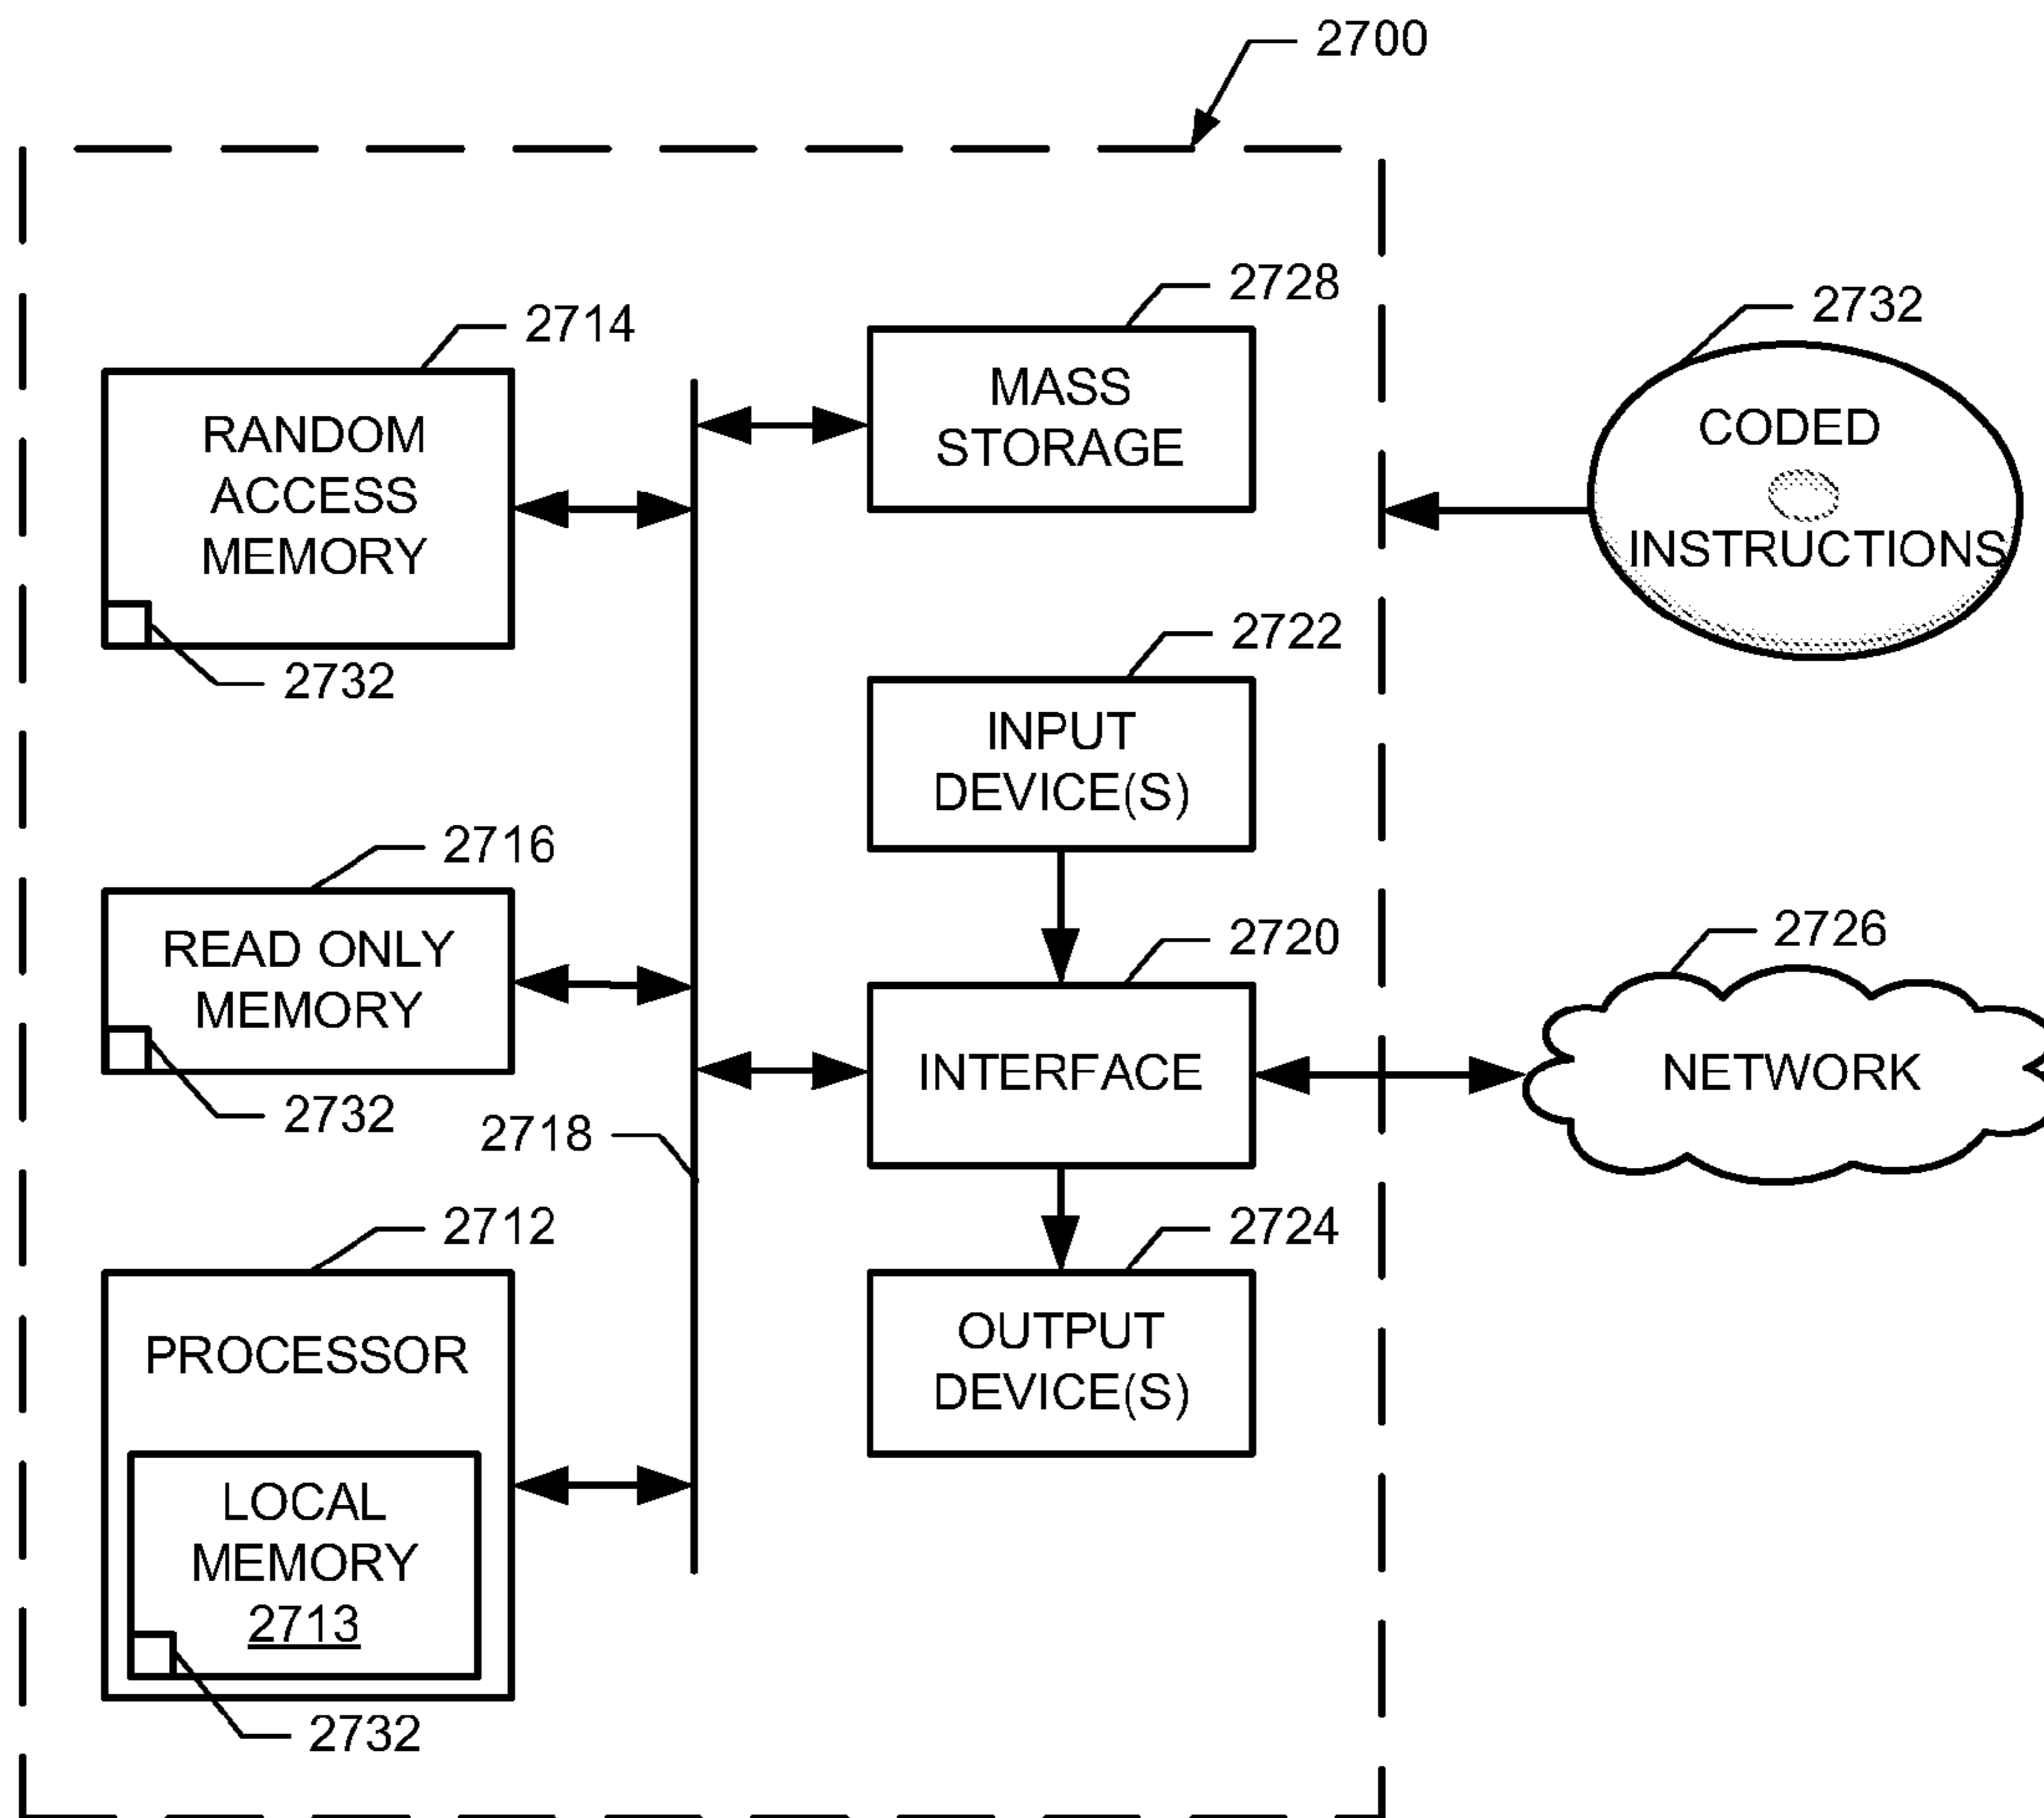 2700
2728
2714
2732
MASS
STORAGE
RANDOM
ACCESS
MEMORY
CODED
INSTRUCTIONS
2722
2732
INPUT
DEVICE(S)
2716
2720
2726
READ ONLY
MEMORY
INTERFACE
NETWORK
2732
2718
2712
2724
PROCESSOR
OUTPUT
DEVICE(S)
LOCAL
MEMORY
2713
2732